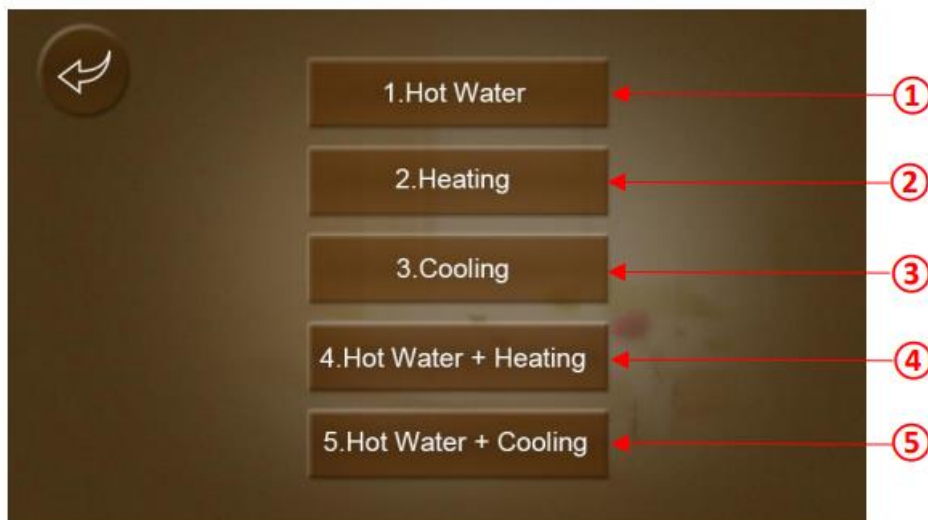 1.Hot Water
①
2.Heating
②
3.Cooling
③
4.Hot Water + Heating
④
5.Hot Water + Cooling
⑤